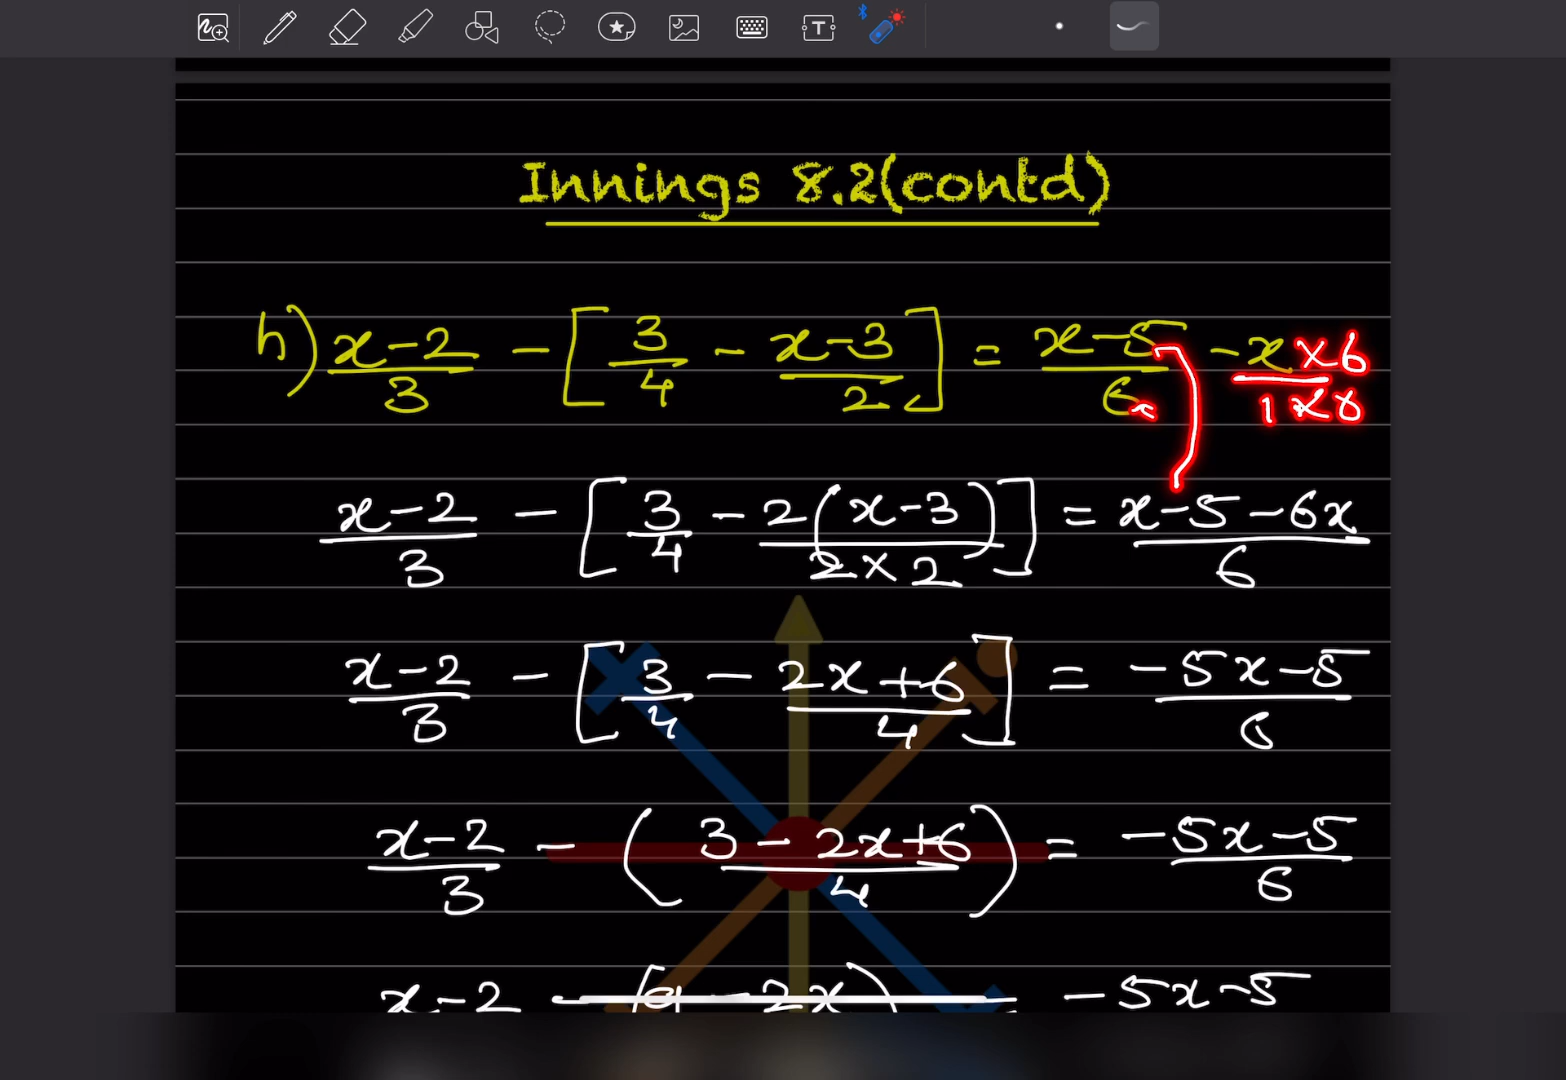 Innings 8.2(contd)
h) x-2/3 - [3/4 - x-3/2] = x-5/6 - x×6/1×6
x-2/3 - [3/4 - 2(x-3)/2×2] = x-5-6x/6
x-2/3 - [3/4 - 2x+6/4] = -5x-5/6
x-2/3 - (3-2x+6/4) = -5x-5/6
x-2 - (9-2x) = -5x-5